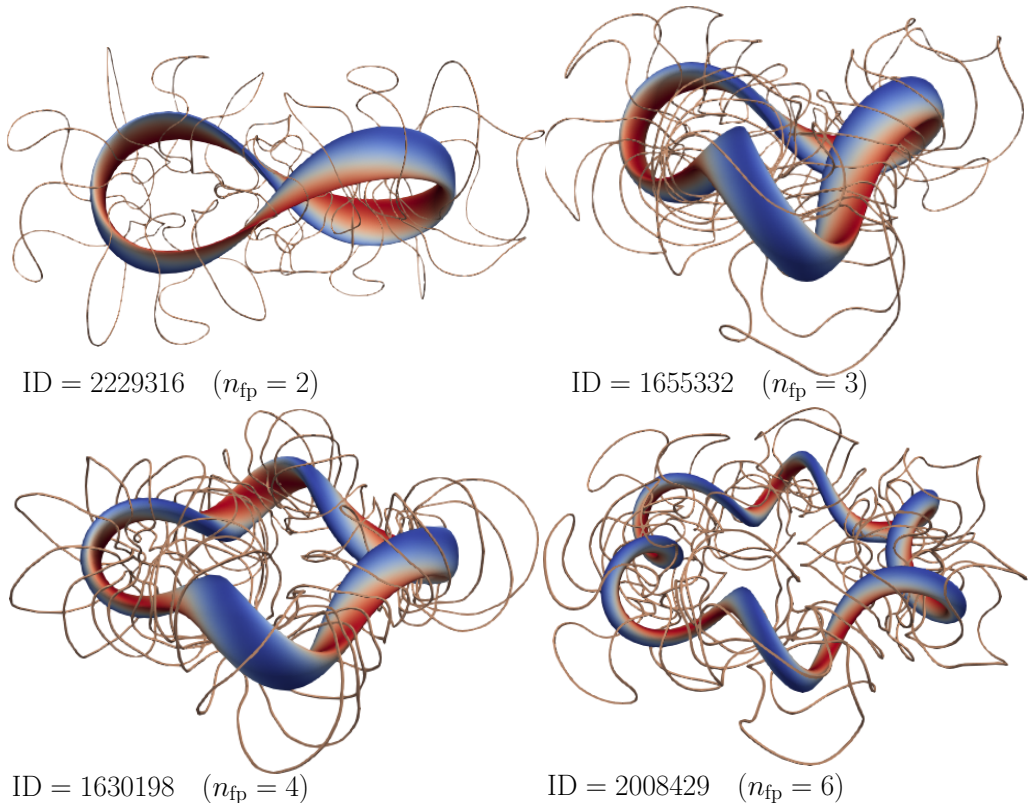 ID = 2229316 (n_fp = 2)
ID = 1655332 (n_fp = 3)
ID = 1630198 (n_fp = 4)
ID = 2008429 (n_fp = 6)